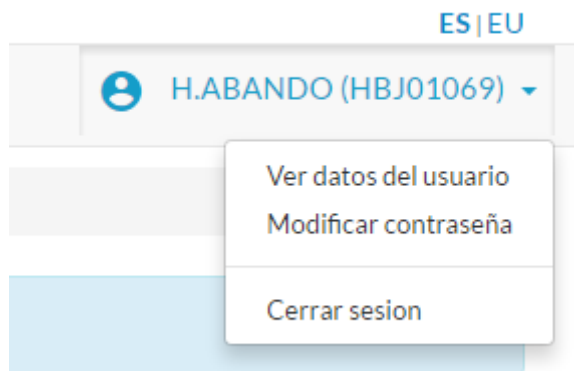 ES | EU
H.ABANDO (HBJ01069)
Ver datos del usuario
Modificar contraseña
Cerrar sesion